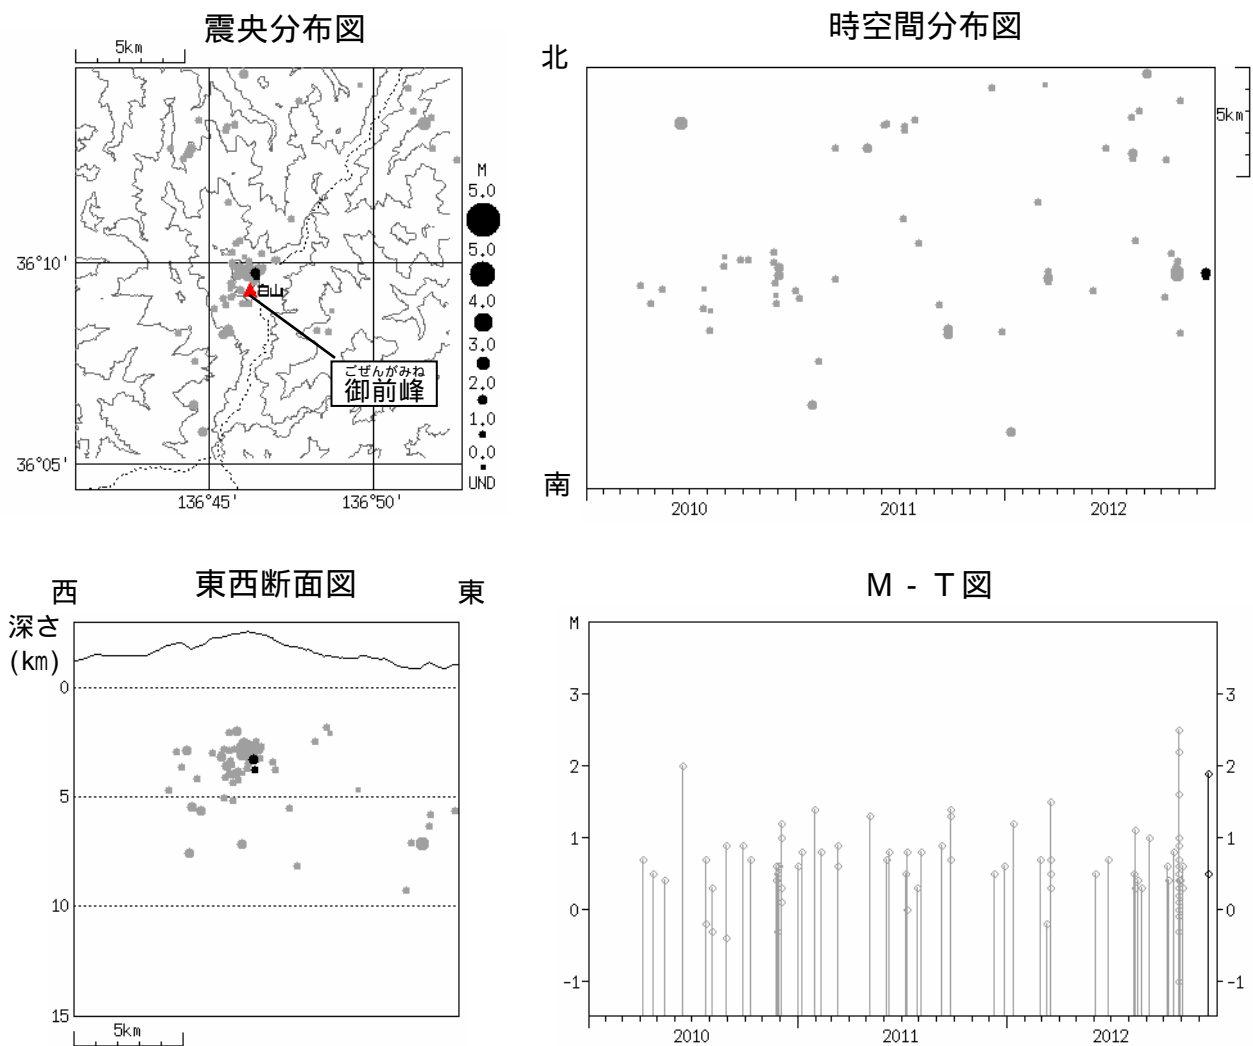 震央分布図
5km
36°10'
36°05'
136°45'
136°50'
白山
ごぜんがみね
御前峰
M
5.0
5.0
4.0
3.0
2.0
1.0
0.0
UND
時空間分布図
北
南
5km
2010
2011
2012
東西断面図
西
東
深さ
(km)
0
5
10
15
5km
M - T図
M
3
2
1
0
-1
3
2
1
0
-1
2010
2011
2012